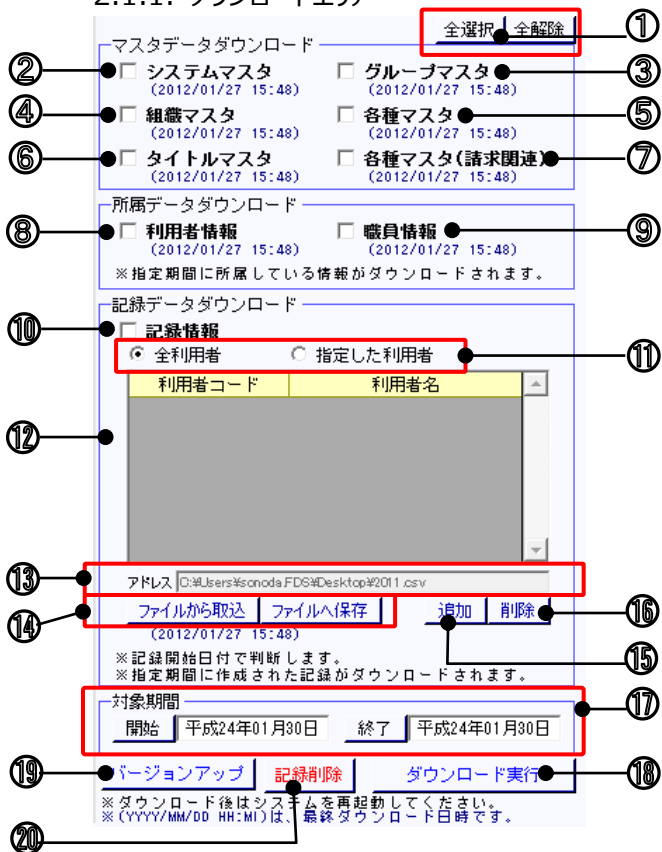 2.1.1. ダウンロードエリア
全選択 全解除 ①
マスタデータダウンロード
② システムマスタ グループマスタ ③
(2012/01/27 15:48) (2012/01/27 15:48)
④ 組織マスタ 各種マスタ ⑤
(2012/01/27 15:48) (2012/01/27 15:48)
⑥ タイトルマスタ 各種マスタ(請求関連) ⑦
(2012/01/27 15:48) (2012/01/27 15:48)
所属データダウンロード
⑧ 利用者情報 職員情報 ⑨
(2012/01/27 15:48) (2012/01/27 15:48)
※指定期間に所属している情報がダウンロードされます。
記録データダウンロード
⑩ 記録情報
全利用者 指定した利用者 ⑪
利用者コード 利用者名
⑫
⑬ アドレス C:¥Users¥sonoda.FDS¥Desktop¥2011.csv
⑭ ファイルから取込 ファイルへ保存 追加 削除 ⑯
(2012/01/27 15:48) ⑮
※記録開始日付で判断します。
※指定期間に作成された記録がダウンロードされます。
対象期間 ⑰
開始 平成24年01月30日 終了 平成24年01月30日
⑲ バージョンアップ 記録削除 ダウンロード実行 ⑱
※ダウンロード後はシステムを再起動してください。
※(YYYY/MM/DD HH:MI)は、最終ダウンロード日時です。
⑳